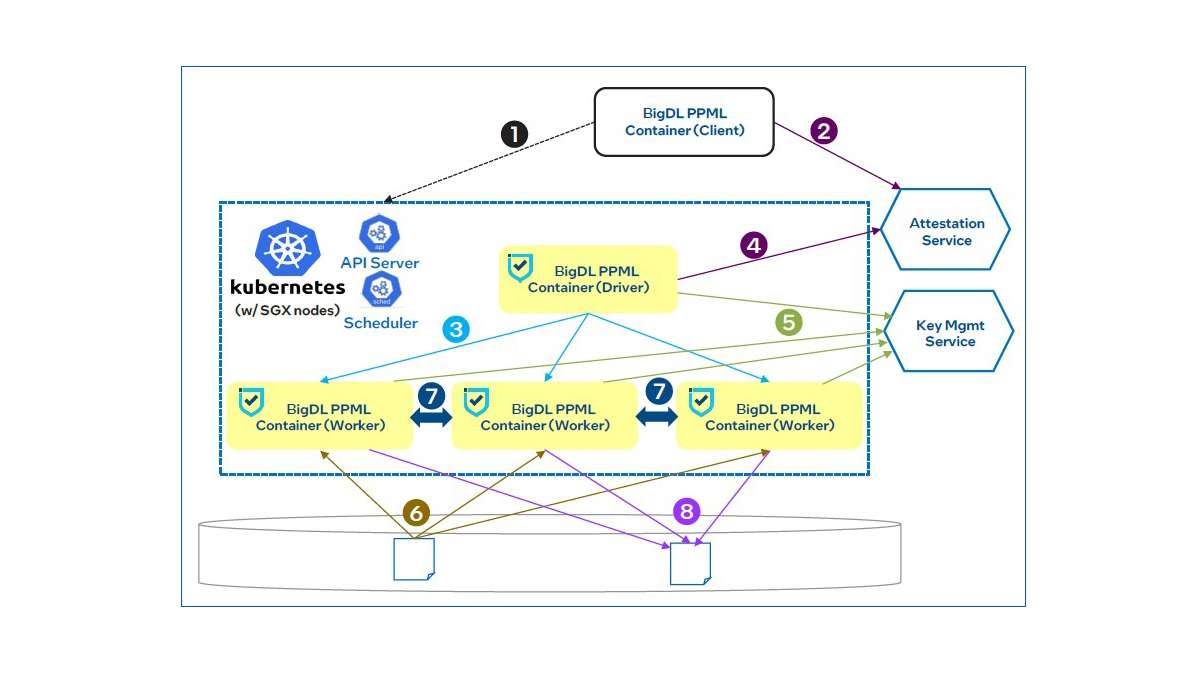 BigDL PPML
Container (Client)
1
2
Attestation
Service
api
API Server
kubernetes
(w/ SGX nodes)
sched
Scheduler
BigDL PPML
Container (Driver)
4
3
5
Key Mgmt
Service
BigDL PPML
Container (Worker)
7
BigDL PPML
Container (Worker)
7
BigDL PPML
Container (Worker)
6
8